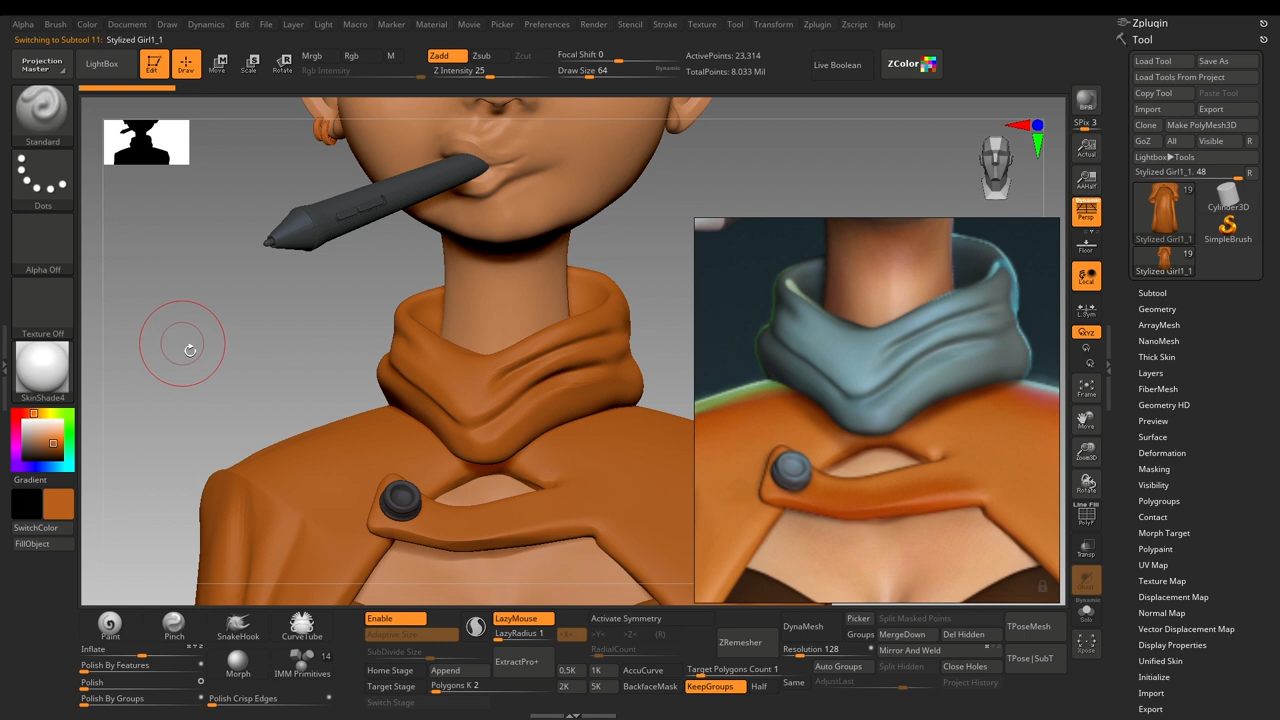 Alpha Brush Color Document Draw Dynamics Edit File Layer Light Macro Marker Material Movie Picker Preferences Render Stencil Stroke Texture Tool Transform Zplugin Zscript Help
Switching to Subtool 11: Stylized Girl1_1
Projection Master
LightBox
Edit
Draw
Move
Scale
Rotate
Mrgb Rgb M
Rgb Intensity
Zadd Zsub Zcut
Z Intensity 25
Focal Shift 0
Draw Size 64
Dynamic
ActivePoints: 23,314
TotalPoints: 8.033 Mil
Live Boolean
ZColor
Standard
Dots
Alpha Off
Texture Off
SkinShade4
Gradient
SwitchColor
FillObject
BPR
SPix 3
Actual
AAHalf
Dynamic
Persp
Floor
Local
L.Sym
XYZ
Frame
Move
Zoom3D
Rotate
Line Fill
PolyF
Transp
Dynamic
Solo
Xpose
Zplugin
Tool
Load Tool Save As
Load Tools From Project
Copy Tool Paste Tool
Import Export
Clone Make PolyMesh3D
GoZ All Visible R
Lightbox▶Tools
Stylized Girl1_1. 48 R
19
Stylized Girl1_1
Cylinder3D
SimpleBrush
19
Stylized Girl1_1
Subtool
Geometry
ArrayMesh
NanoMesh
Thick Skin
Layers
FiberMesh
Geometry HD
Preview
Surface
Deformation
Masking
Visibility
Polygroups
Contact
Morph Target
Polypaint
UV Map
Texture Map
Displacement Map
Normal Map
Vector Displacement Map
Display Properties
Unified Skin
Initialize
Import
Export
Paint
Pinch
SnakeHook
CurveTube
Inflate
Polish By Features
Polish
Polish By Groups
Morph
14
IMM Primitives
Polish Crisp Edges
Enable
Adaptive Size
SubDivide Size
Home Stage Append
Target Stage Polygons K 2
Switch Stage
LazyMouse
LazyRadius 1
ExtractPro+
0.5K 1K AccuCurve
2K 5K BackfaceMask
Activate Symmetry
>X< >Y< >Z< (R)
RadialCount
Target Polygons Count 1
KeepGroups Half Same
ZRemesher
DynaMesh
Resolution 128
Auto Groups
AdjustLast
Picker
Groups
Split Masked Points
MergeDown Del Hidden
Mirror And Weld
Split Hidden Close Holes
Project History
TPoseMesh
TPose|SubT